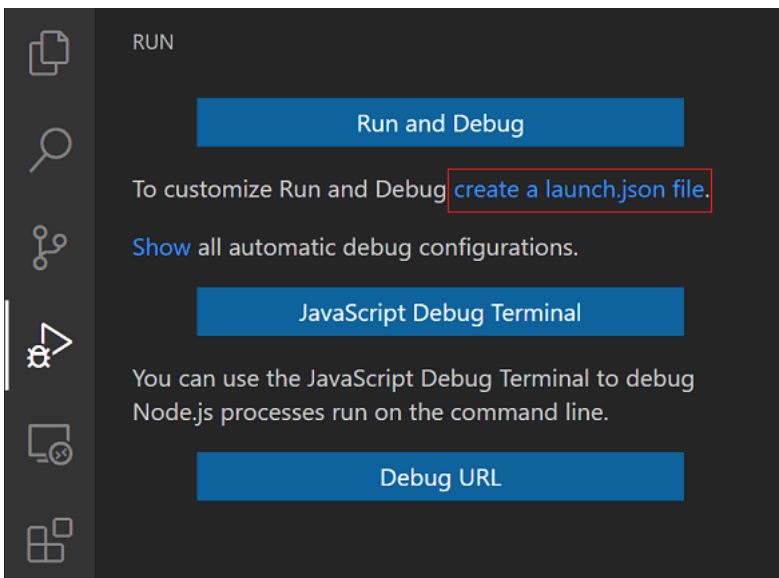 RUN
Run and Debug
To customize Run and Debug create a launch.json file.
Show all automatic debug configurations.
JavaScript Debug Terminal
You can use the JavaScript Debug Terminal to debug
Node.js processes run on the command line.
Debug URL